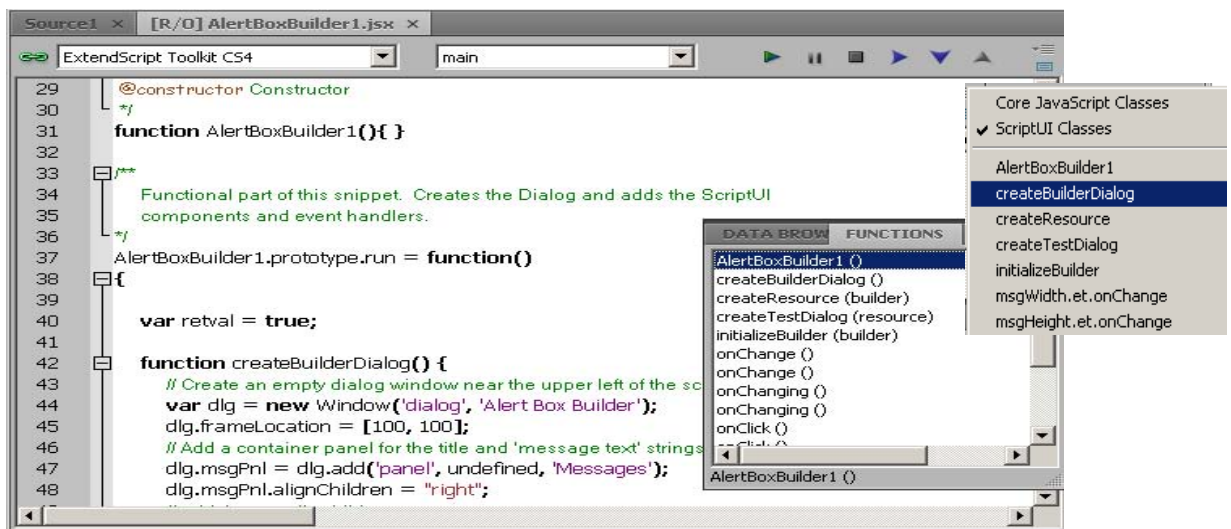 Source1 × [R/O] AlertBoxBuilder1.jsx ×
ExtendScript Toolkit CS4 main
29 @constructor Constructor
30 */
31 function AlertBoxBuilder1(){ }
32
33 /**
34 Functional part of this snippet. Creates the Dialog and adds the ScriptUI
35 components and event handlers.
36 */
37 AlertBoxBuilder1.prototype.run = function()
38 {
39
40 var retval = true;
41
42 function createBuilderDialog() {
43 // Create an empty dialog window near the upper left of the sc
44 var dlg = new Window('dialog', 'Alert Box Builder');
45 dlg.frameLocation = [100, 100];
46 // Add a container panel for the title and 'message text' strings
47 dlg.msgPnl = dlg.add('panel', undefined, 'Messages');
48 dlg.msgPnl.alignChildren = "right";
DATA BROW FUNCTIONS
AlertBoxBuilder1 ()
createBuilderDialog ()
createResource (builder)
createTestDialog (resource)
initializeBuilder (builder)
onChange ()
onChange ()
onChanging ()
onChanging ()
onClick ()
AlertBoxBuilder1 ()
Core JavaScript Classes
ScriptUI Classes
AlertBoxBuilder1
createBuilderDialog
createResource
createTestDialog
initializeBuilder
msgWidth.et.onChange
msgHeight.et.onChange